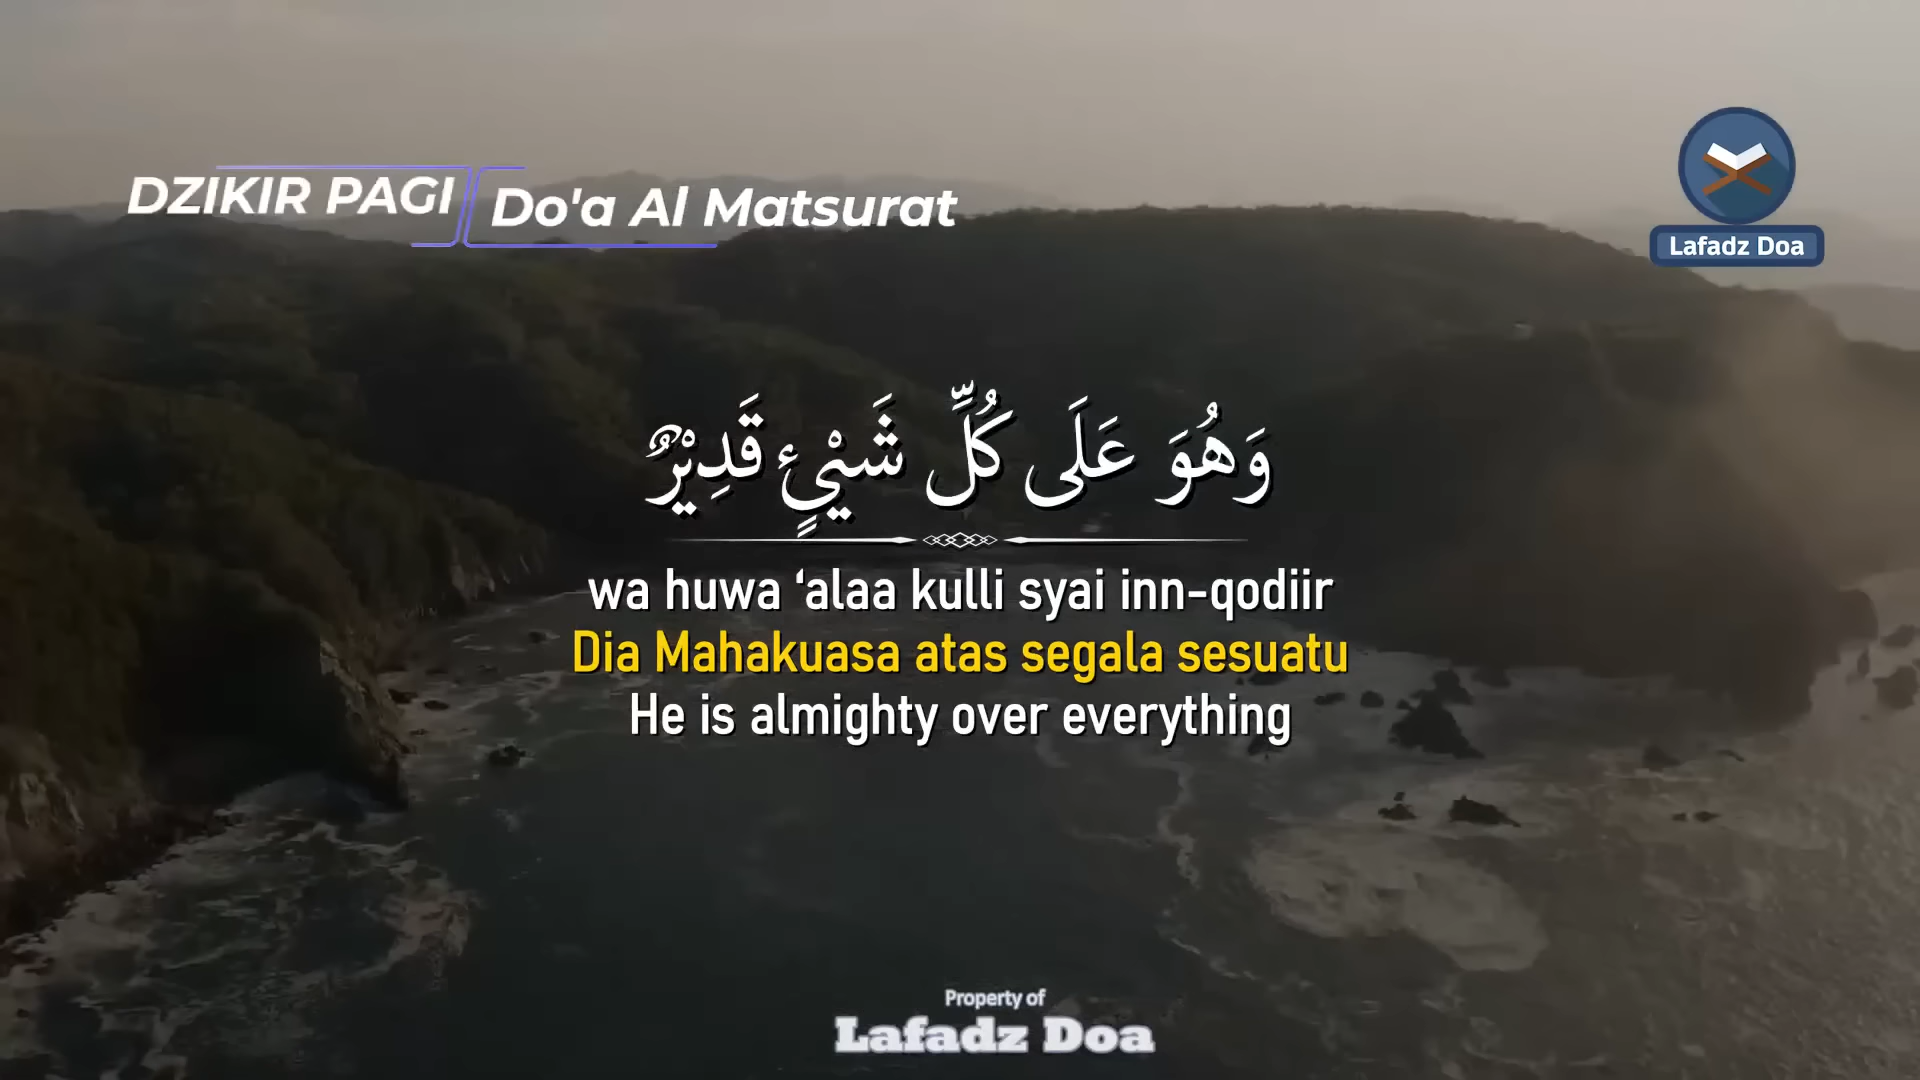 DZIKIR PAGI
Do'a Al Matsurat
Lafadz Doa
وَهُوَ عَلَى كُلِّ شَيْءٍ قَدِيْرٌ
wa huwa ‘alaa kulli syai inn-qodiir
Dia Mahakuasa atas segala sesuatu
He is almighty over everything
Property of
Lafadz Doa